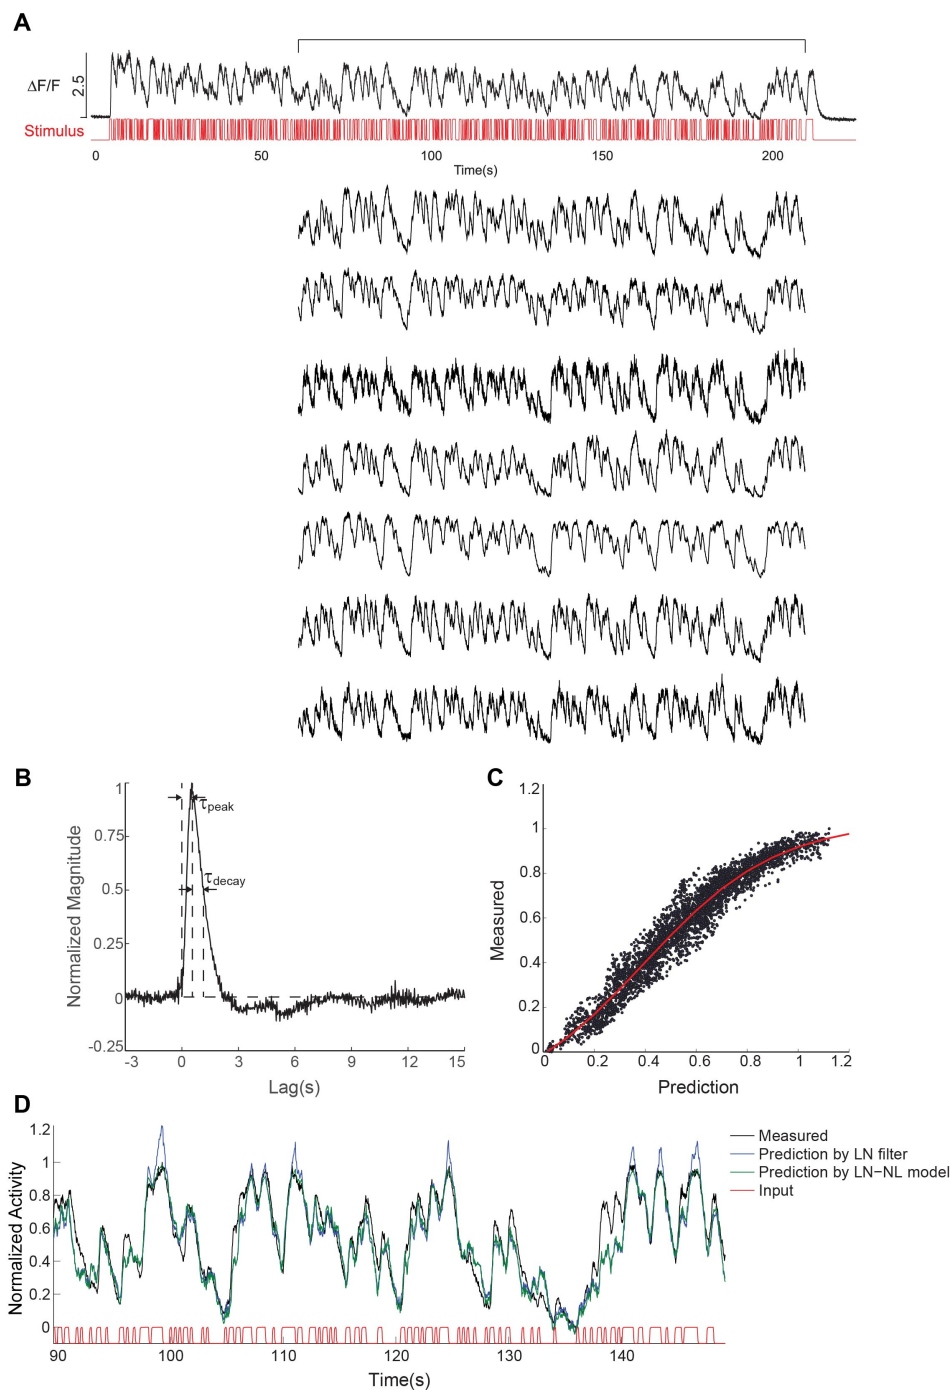 A
ΔF/F
2.5
Stimulus
0 50 100 150 200
Time(s)
B
Normalized Magnitude
1
0.75
0.5
0.25
0
-0.25
τpeak
τdecay
-3 0 3 6 9 12 15
Lag(s)
C
Measured
1.2
1
0.8
0.6
0.4
0.2
0
0 0.2 0.4 0.6 0.8 1 1.2
Prediction
D
Normalized Activity
1.2
1
0.8
0.6
0.4
0.2
0
90 100 110 120 130 140
Time(s)
Measured
Prediction by LN filter
Prediction by LN−NL model
Input